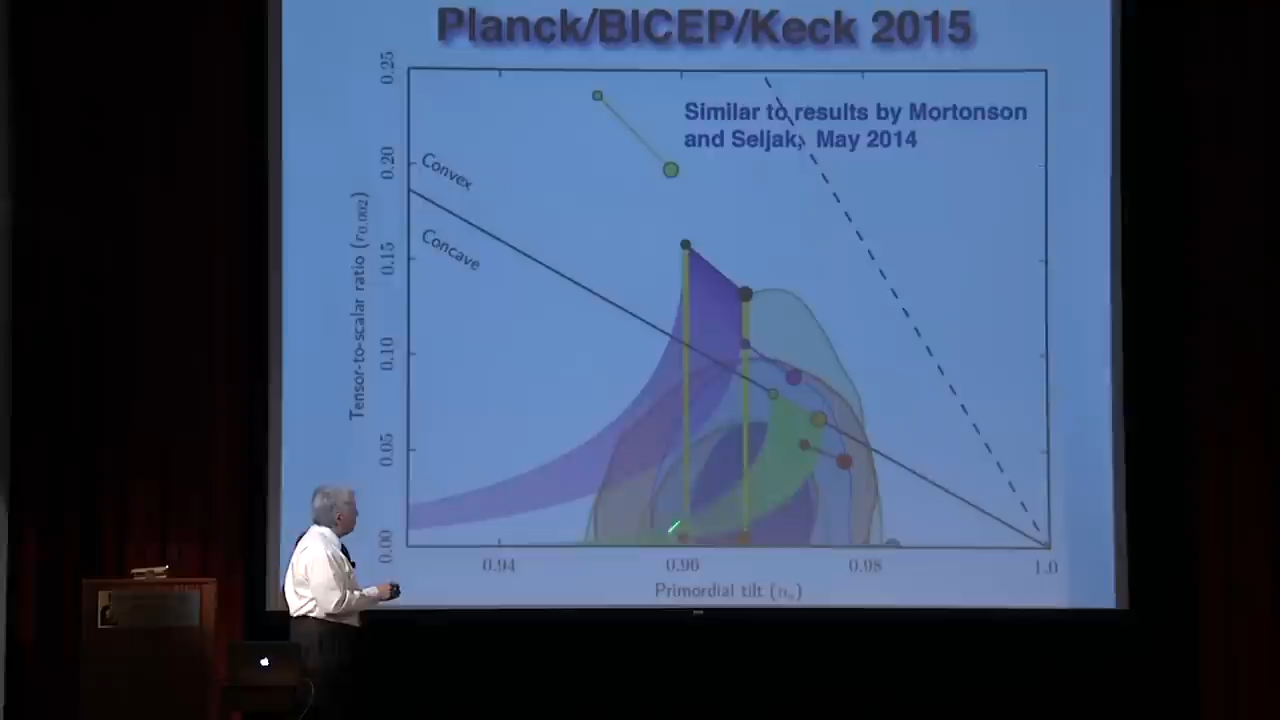 Planck/BICEP/Keck 2015
0.25
Similar to results by Mortonson
and Seljak, May 2014
0.20
Convex
Concave
0.15
Tensor-to-scalar ratio (r0.002)
0.10
0.05
0.00
0.94
0.96
0.98
1.0
Primordial tilt (ns)